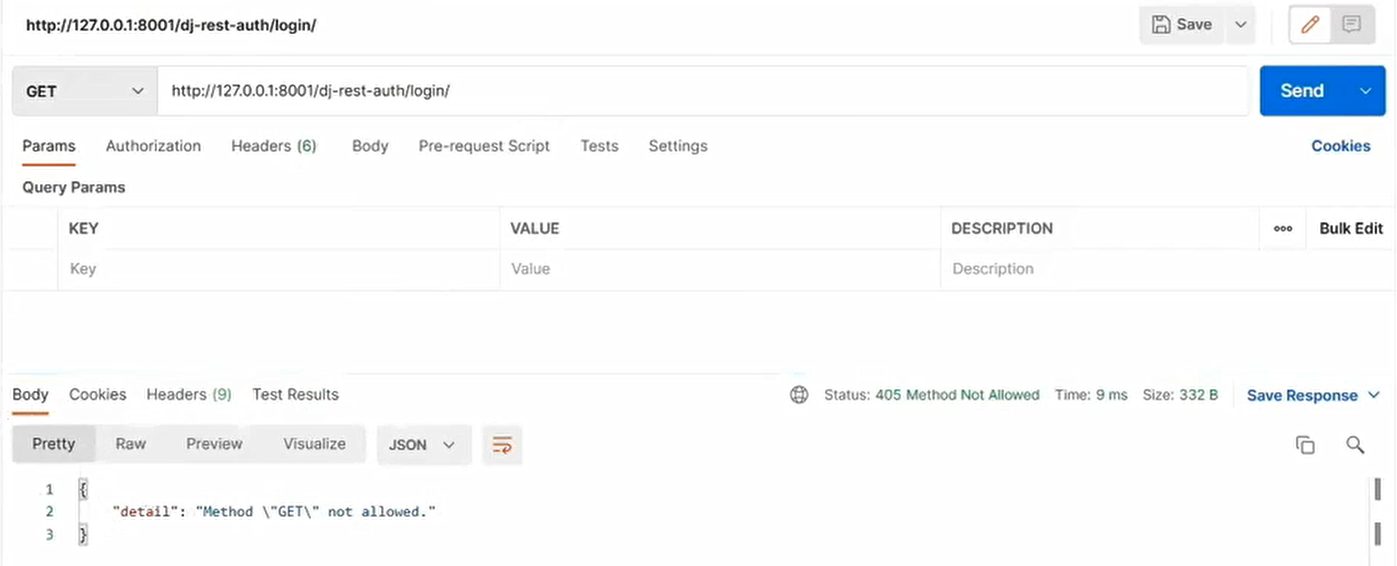 http://127.0.0.1:8001/dj-rest-auth/login/
Save
GET http://127.0.0.1:8001/dj-rest-auth/login/ Send
Params Authorization Headers (6) Body Pre-request Script Tests Settings Cookies
Query Params
KEY VALUE DESCRIPTION ooo Bulk Edit
Key Value Description
Body Cookies Headers (9) Test Results Status: 405 Method Not Allowed Time: 9 ms Size: 332 B Save Response
Pretty Raw Preview Visualize JSON
1 {
2 "detail": "Method \"GET\" not allowed."
3 }